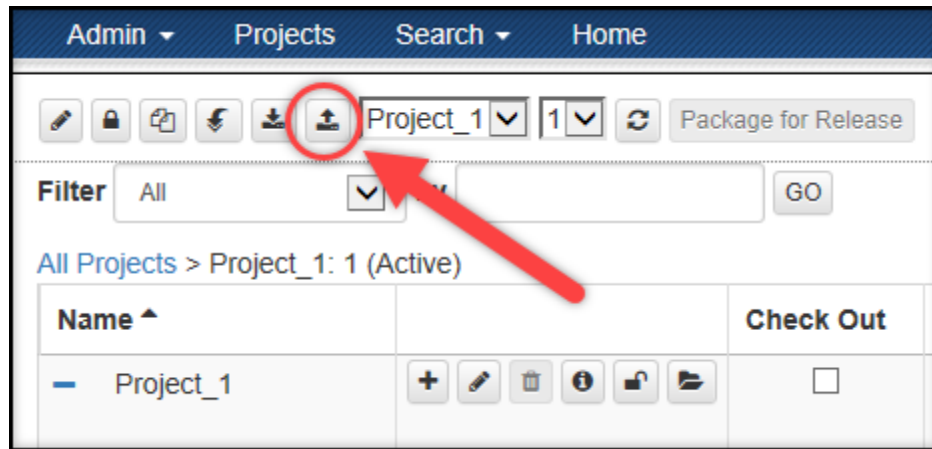 Admin Projects Search Home
Project_1 1 Package for Release
Filter All GO
All Projects > Project_1: 1 (Active)
Name Check Out
Project_1